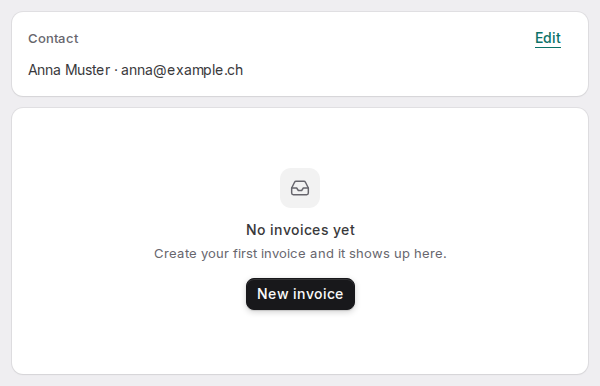 Contact
Edit
Anna Muster · anna@example.ch
No invoices yet
Create your first invoice and it shows up here.
New invoice